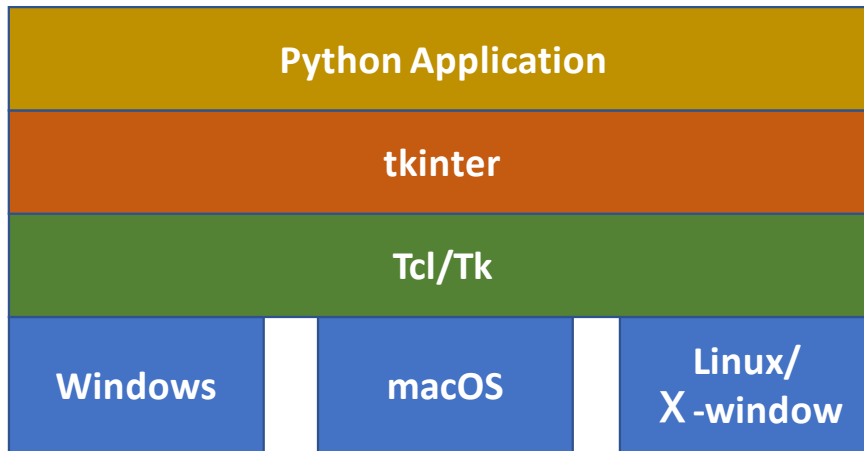 Python Application
tkinter
Tcl/Tk
Windows
macOS
Linux/
X -window